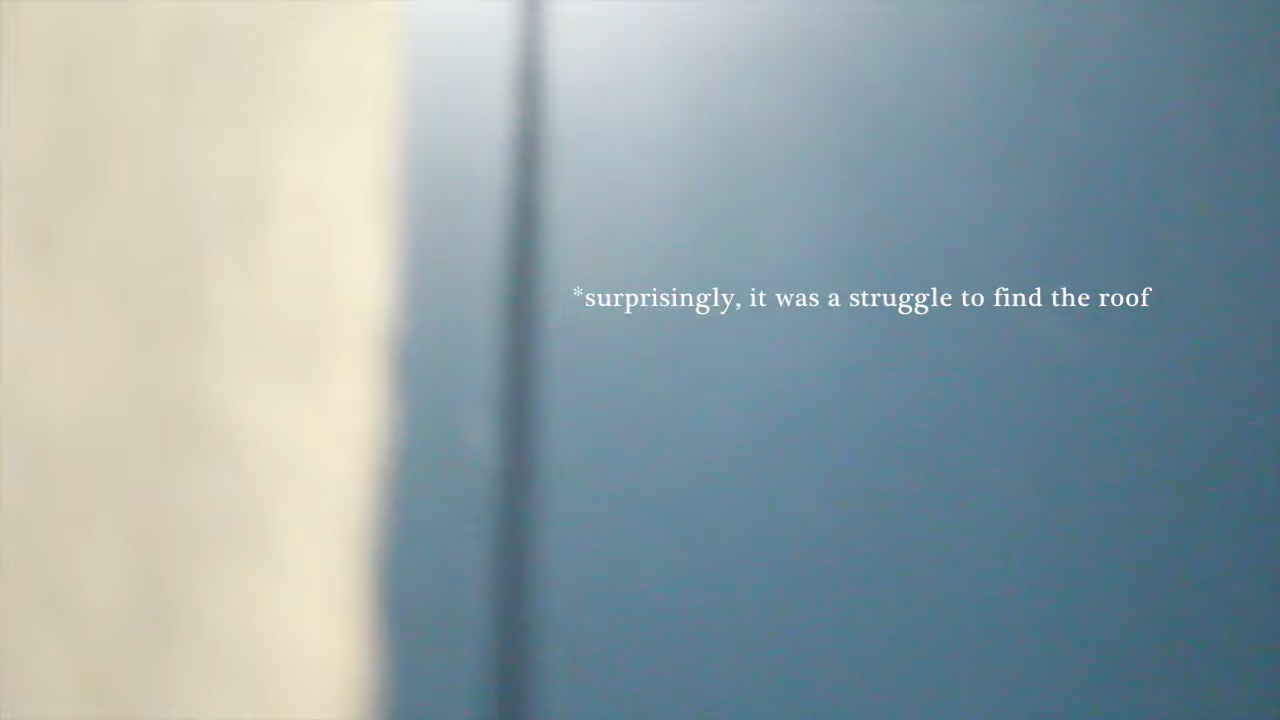 *surprisingly, it was a struggle to find the roof